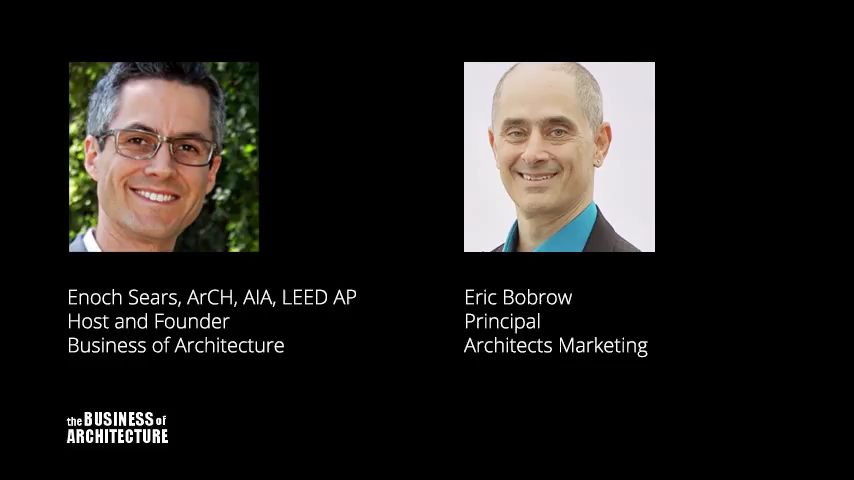 Enoch Sears, ArCH, AIA, LEED AP
Host and Founder
Business of Architecture
Eric Bobrow
Principal
Architects Marketing
the BUSINESS of
ARCHITECTURE